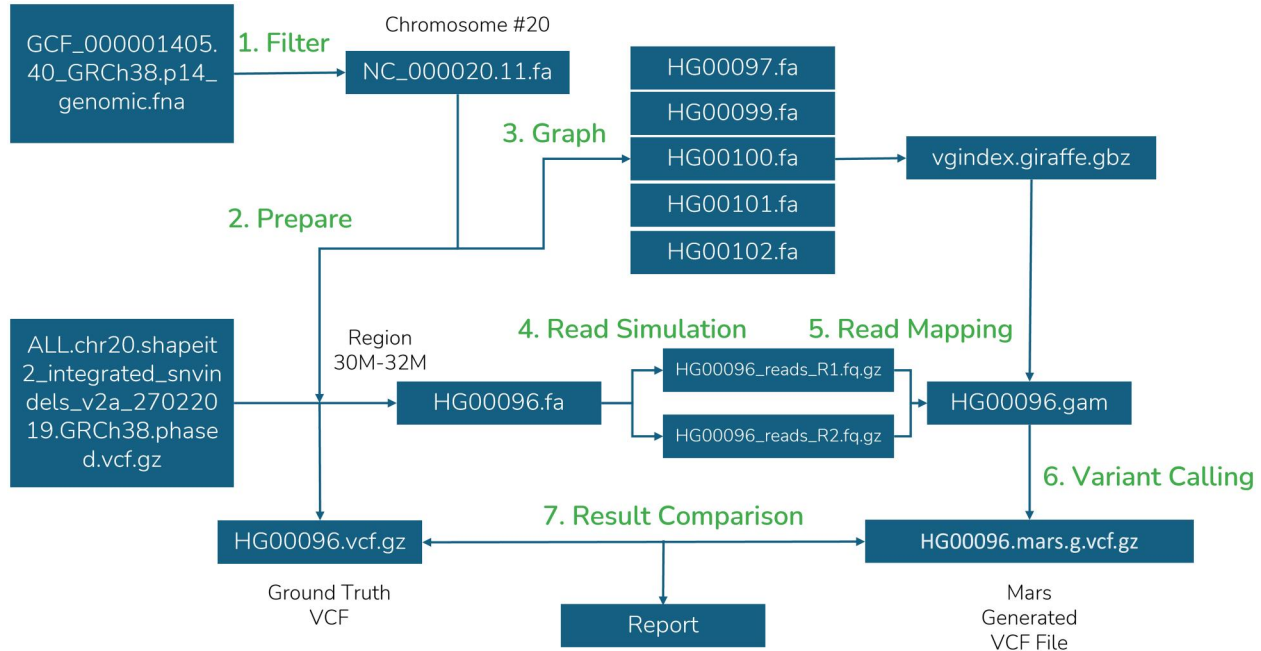 GCF_000001405.
40_GRCh38.p14_
genomic.fna
1. Filter
Chromosome #20
NC_000020.11.fa
HG00097.fa
HG00099.fa
HG00100.fa
HG00101.fa
HG00102.fa
3. Graph
vgindex.giraffe.gbz
2. Prepare
ALL.chr20.shapeit
2_integrated_snvin
dels_v2a_270220
19.GRCh38.phase
d.vcf.gz
Region
30M-32M
HG00096.fa
4. Read Simulation
HG00096_reads_R1.fq.gz
HG00096_reads_R2.fq.gz
5. Read Mapping
HG00096.gam
6. Variant Calling
7. Result Comparison
HG00096.vcf.gz
HG00096.mars.g.vcf.gz
Ground Truth
VCF
Report
Mars
Generated
VCF File